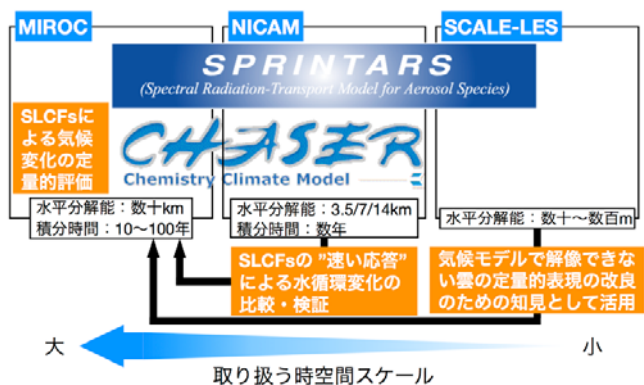 MIROC
NICAM
SCALE-LES
SPRINTARS
(Spectral Radiation-Transport Model for Aerosol Species)
SLCFsに
よる気候
変化の定
量的評価
CHASER
Chemistry Climate Model
水平分解能：数十km
積分時間：10〜100年
水平分解能：3.5/7/14km
積分時間：数年
水平分解能：数十〜数百m
SLCFsの ”速い応答”
による水循環変化の
比較・検証
気候モデルで解像できな
い雲の定量的表現の改良
のための知見として活用
大
小
取り扱う時空間スケール